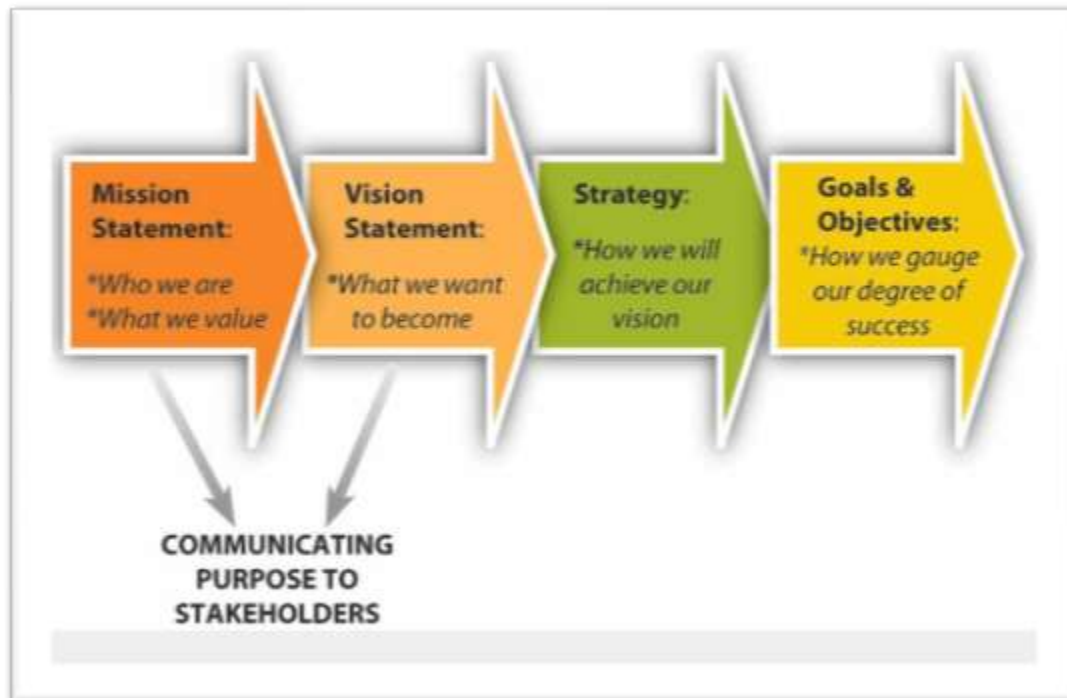 Mission
Statement:
*Who we are
*What we value
Vision
Statement:
*What we want
to become
Strategy:
*How we will
achieve our
vision
Goals &
Objectives:
*How we gauge
our degree of
success
COMMUNICATING
PURPOSE TO
STAKEHOLDERS